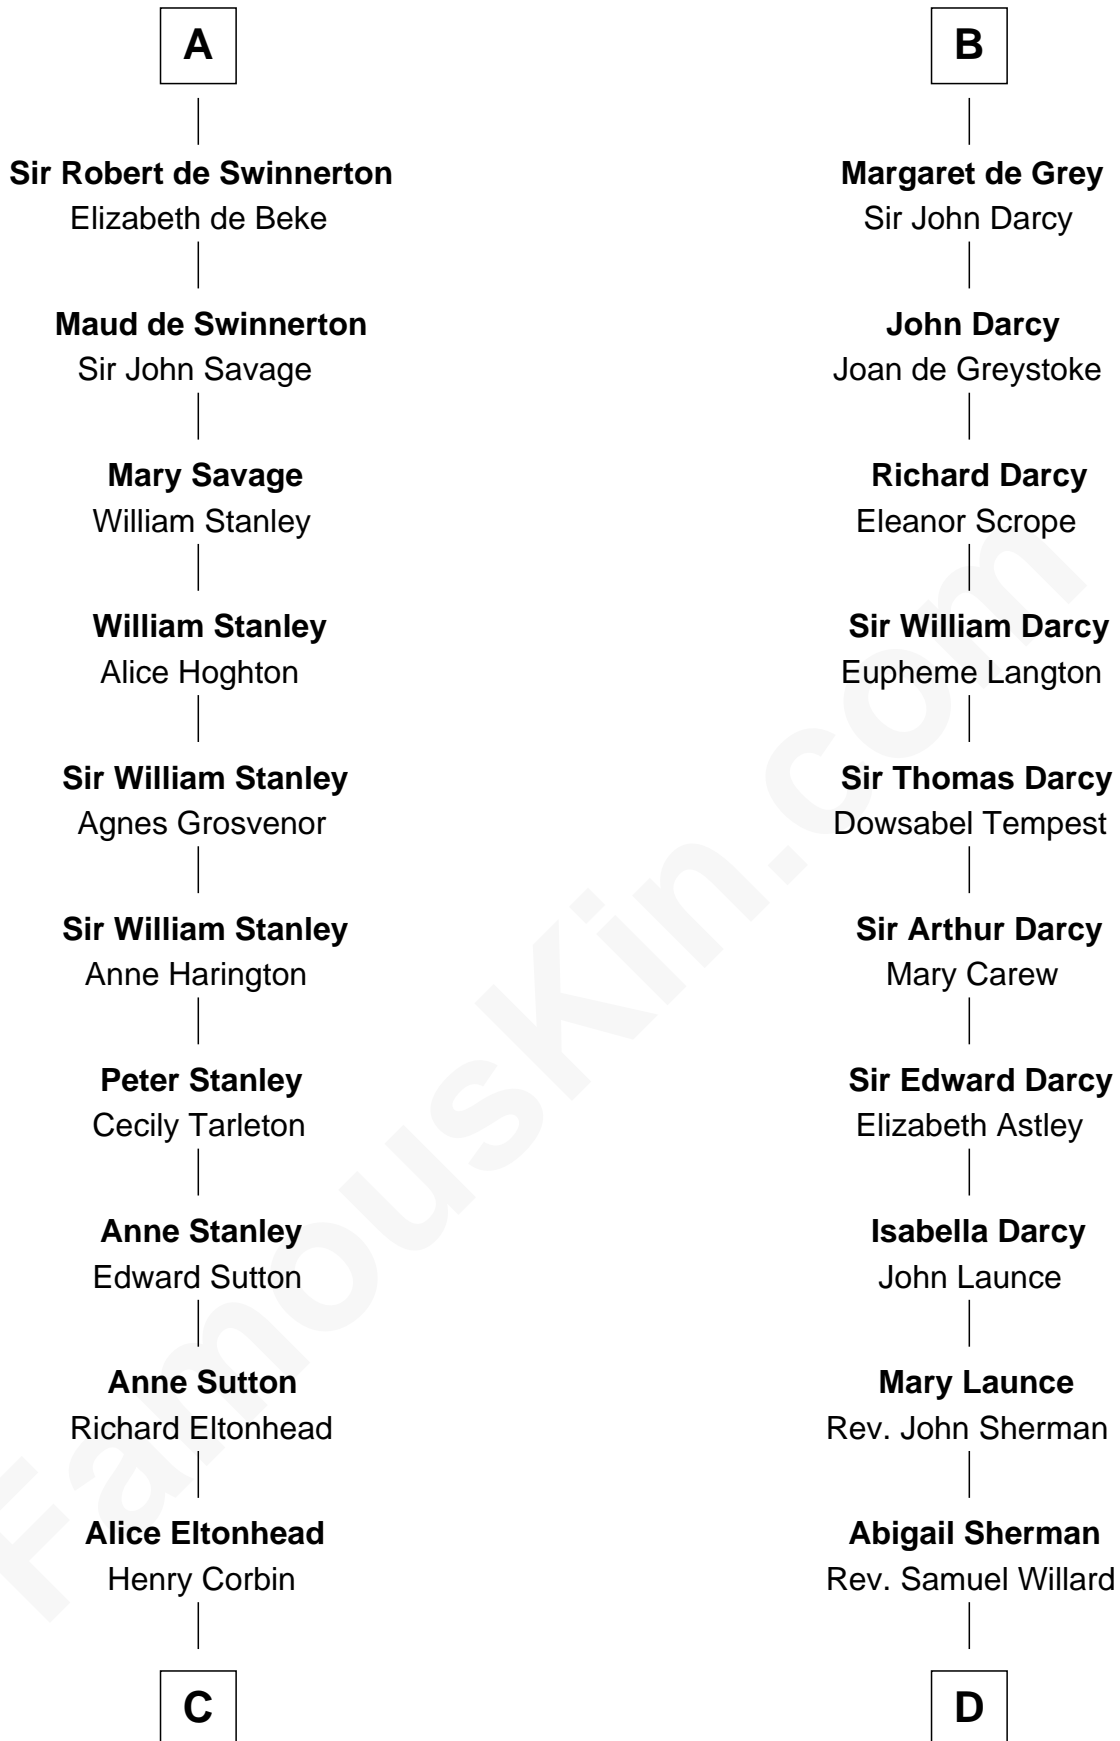 A
Sir Robert de Swinnerton
Elizabeth de Beke
Maud de Swinnerton
Sir John Savage
Mary Savage
William Stanley
William Stanley
Alice Hoghton
Sir William Stanley
Agnes Grosvenor
Sir William Stanley
Anne Harington
Peter Stanley
Cecily Tarleton
Anne Stanley
Edward Sutton
Anne Sutton
Richard Eltonhead
Alice Eltonhead
Henry Corbin
C
B
Margaret de Grey
Sir John Darcy
John Darcy
Joan de Greystoke
Richard Darcy
Eleanor Scrope
Sir William Darcy
Eupheme Langton
Sir Thomas Darcy
Dowsabel Tempest
Sir Arthur Darcy
Mary Carew
Sir Edward Darcy
Elizabeth Astley
Isabella Darcy
John Launce
Mary Launce
Rev. John Sherman
Abigail Sherman
Rev. Samuel Willard
D
FamousKin.com